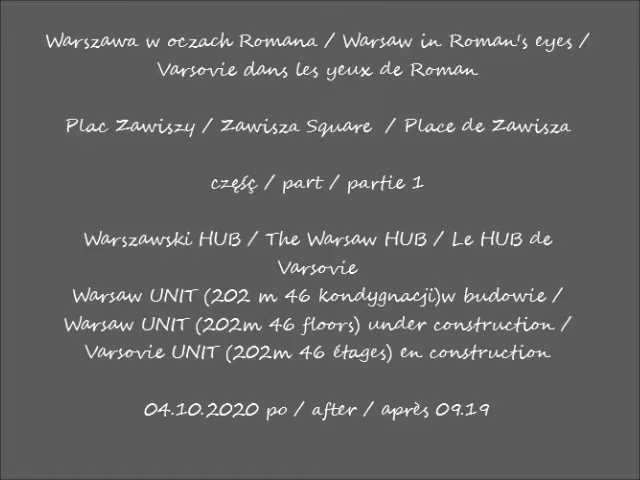 Warszawa w oczach Romana / Warsaw in Roman's eyes /
Varsovie dans les yeux de Roman
Plac Zawiszy / Zawisza Square / Place de Zawisza
częśç / part / partie 1
Warszawski HUB / The Warsaw HUB / Le HUB de
Varsovie
Warsaw UNIT (202 m 46 kondygnacji)w budowie /
Warsaw UNIT (202m 46 floors) under construction /
Varsovie UNIT (202m 46 étages) en construction
04.10.2020 po / after / après 09.19